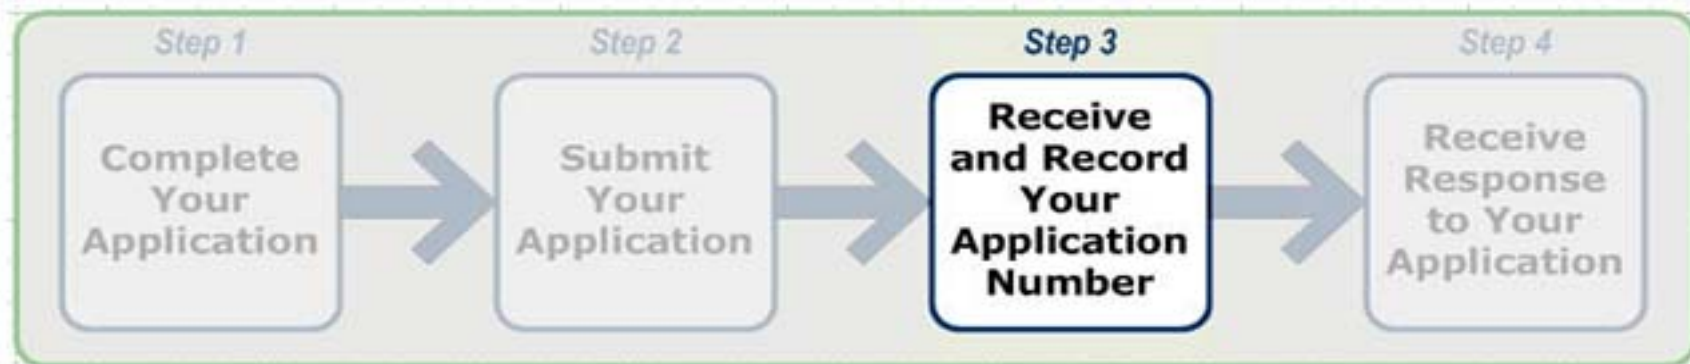 Step 1
Complete
Your
Application
Step 2
Submit
Your
Application
Step 3
Receive
and Record
Your
Application
Number
Step 4
Receive
Response
to Your
Application